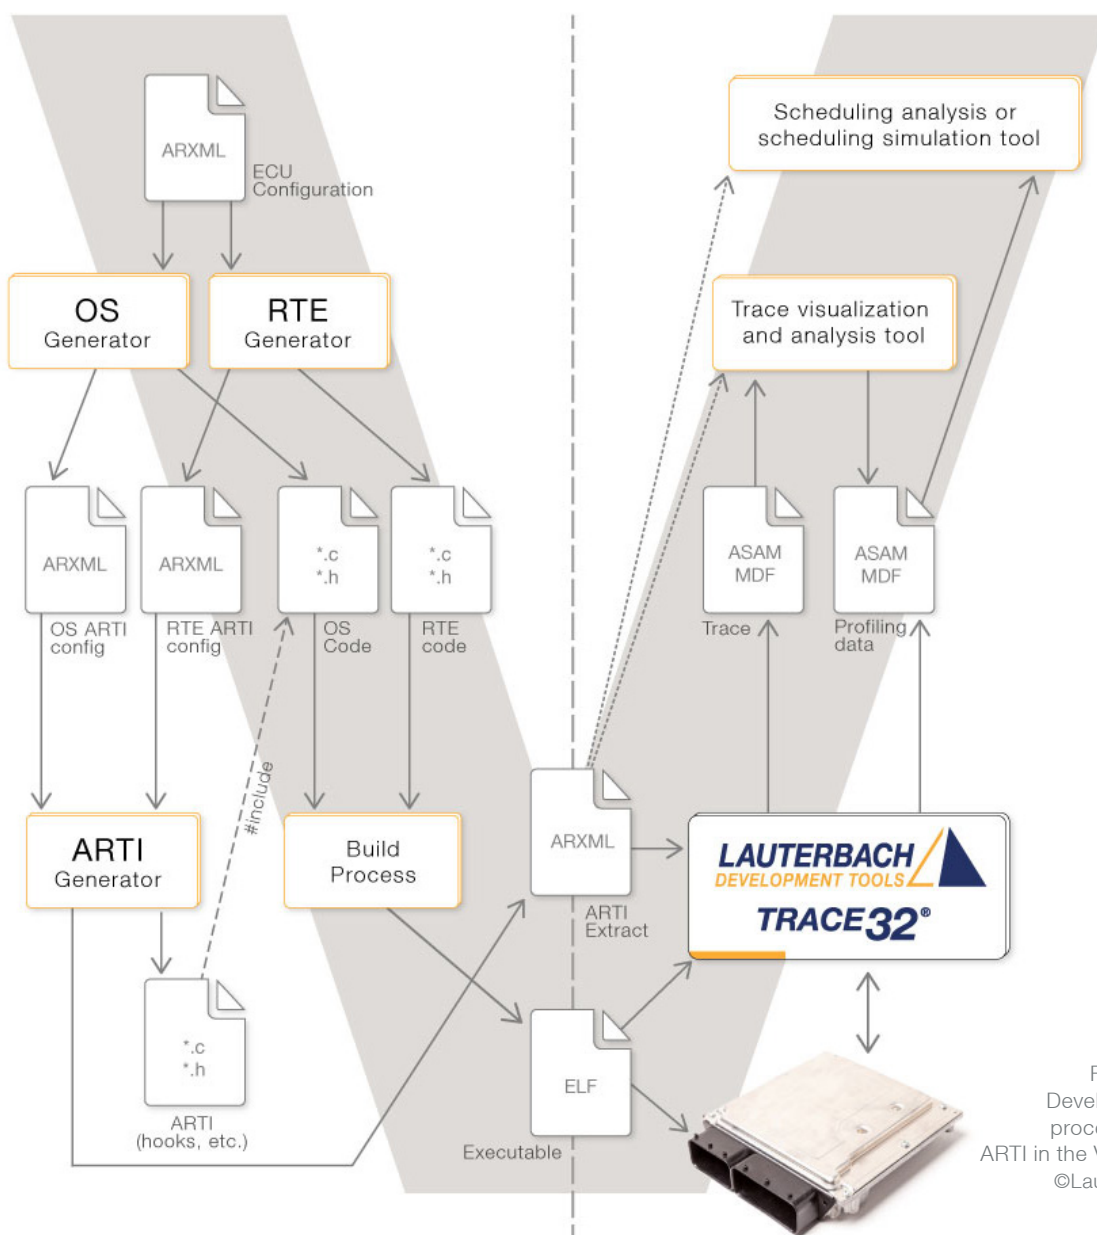 ARXML
ECU
Configuration
Scheduling analysis or
scheduling simulation tool
OS
Generator
RTE
Generator
Trace visualization
and analysis tool
ARXML
ARXML
*.c
*.h
*.c
*.h
ASAM
MDF
ASAM
MDF
OS ARTI
config
RTE ARTI
config
OS
Code
RTE
code
Trace
Profiling
data
#include
ARTI
Generator
Build
Process
ARXML
ARTI
Extract
LAUTERBACH
DEVELOPMENT TOOLS
TRACE32®
*.c
*.h
ARTI
(hooks, etc.)
ELF
Executable
F
Devel
proce
ARTI in the V
©Lau